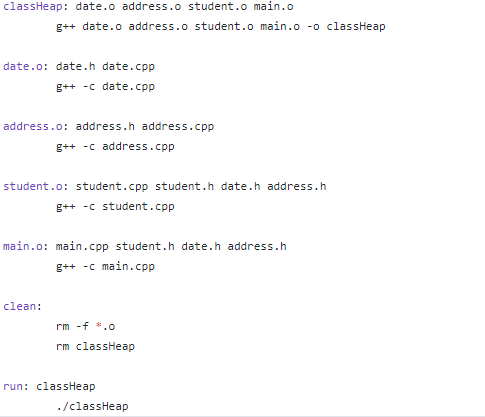 classHeap: date.o address.o student.o main.o
g++ date.o address.o student.o main.o -o classHeap
date.o: date.h date.cpp
g++ -c date.cpp
address.o: address.h address.cpp
g++ -c address.cpp
student.o: student.cpp student.h date.h address.h
g++ -c student.cpp
main.o: main.cpp student.h date.h address.h
g++ -c main.cpp
clean:
rm -f *.o
rm classHeap
run: classHeap
./classHeap